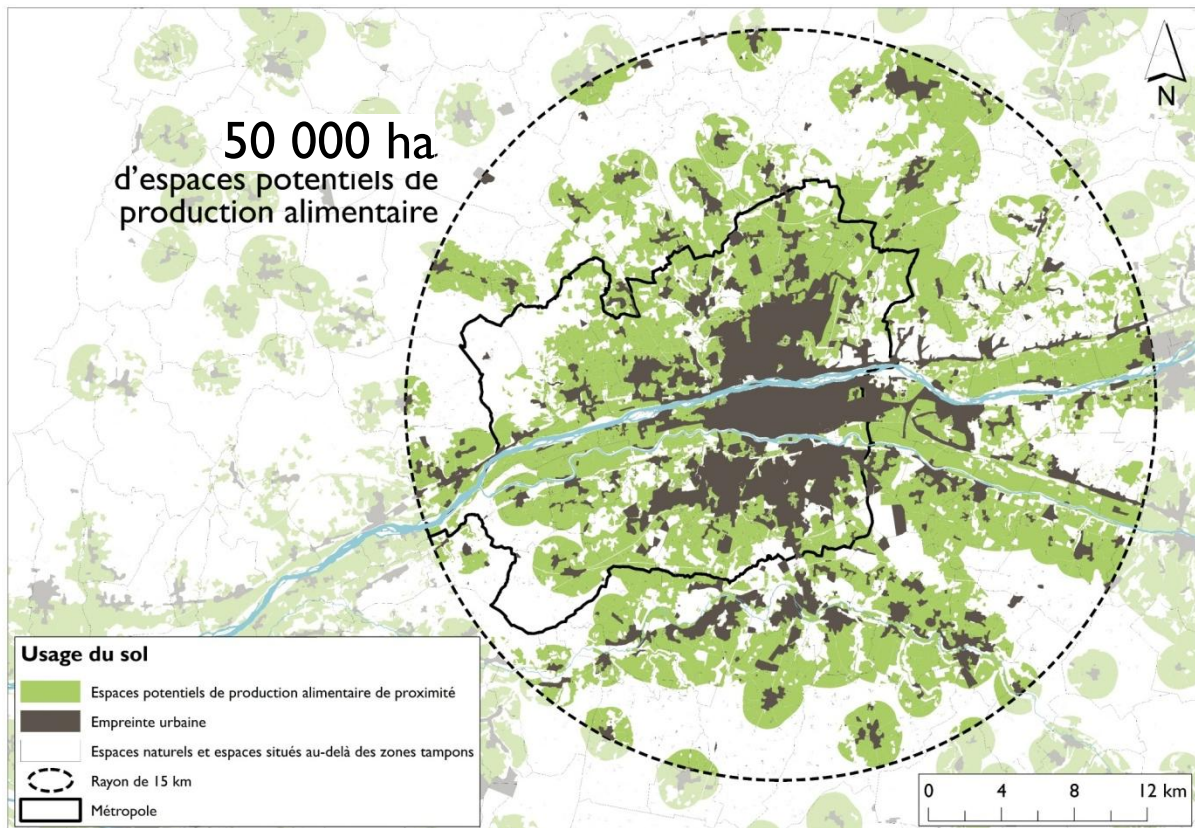 N
50 000 ha
d'espaces potentiels de
production alimentaire
Usage du sol
Espaces potentiels de production alimentaire de proximité
Empreinte urbaine
Espaces naturels et espaces situés au-delà des zones tampons
Rayon de 15 km
Métropole
0 4 8 12 km